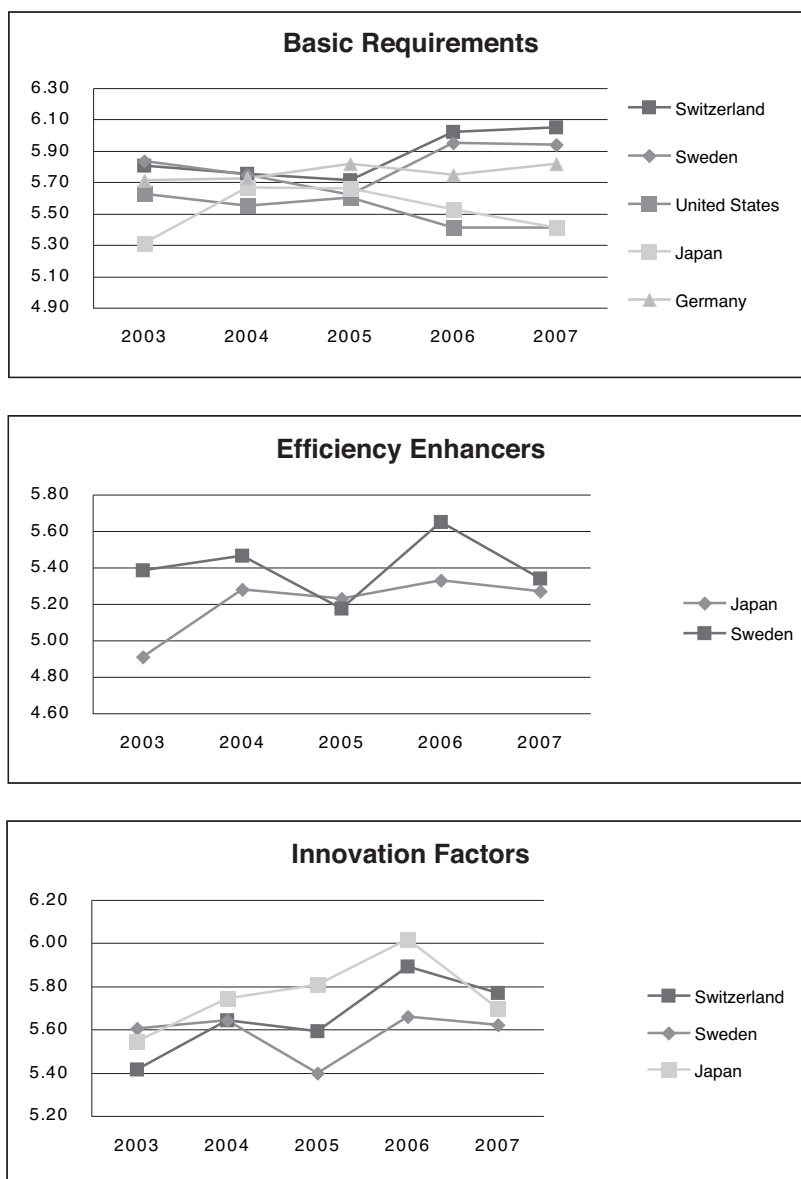 Basic Requirements
6.30
6.10
5.90
5.70
5.50
5.30
5.10
4.90
2003 2004 2005 2006 2007
Switzerland
Sweden
United States
Japan
Germany
Efficiency Enhancers
5.80
5.60
5.40
5.20
5.00
4.80
4.60
2003 2004 2005 2006 2007
Japan
Sweden
Innovation Factors
6.20
6.00
5.80
5.60
5.40
5.20
2003 2004 2005 2006 2007
Switzerland
Sweden
Japan